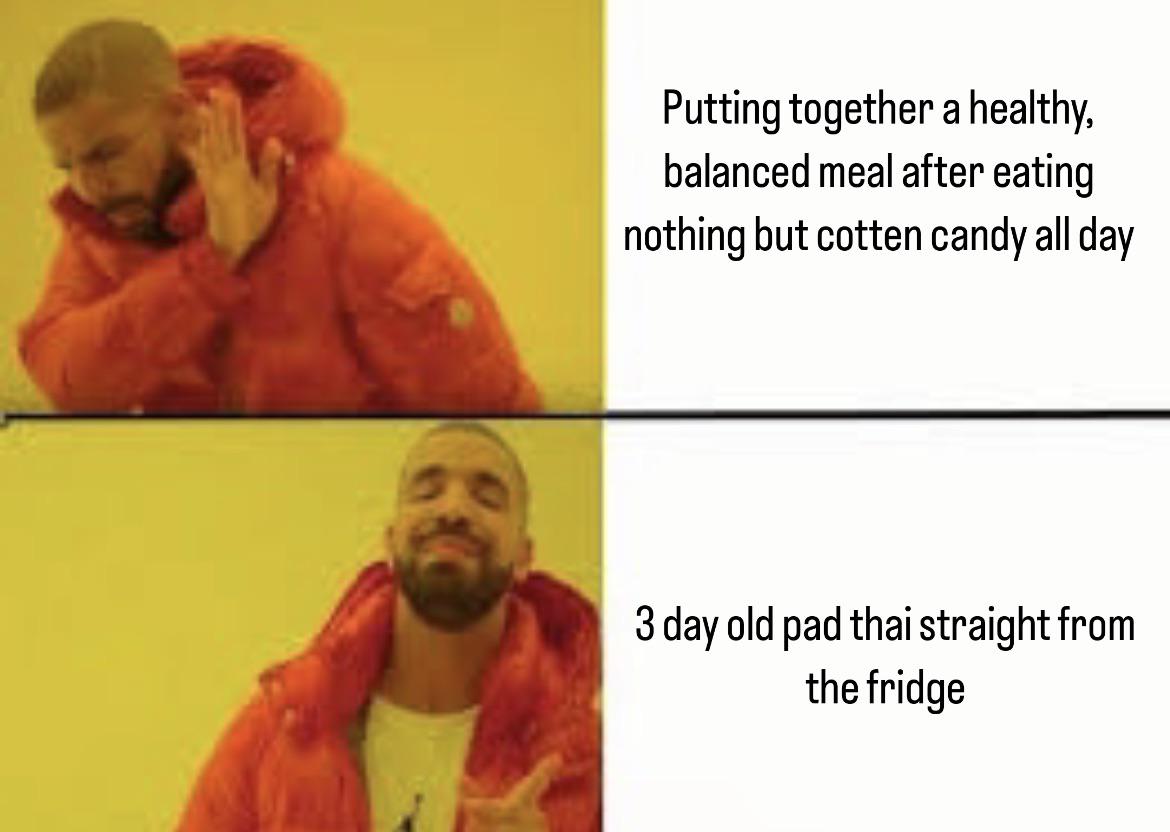 Putting together a healthy,
balanced meal after eating
nothing but cotten candy all day
3 day old pad thai straight from
the fridge